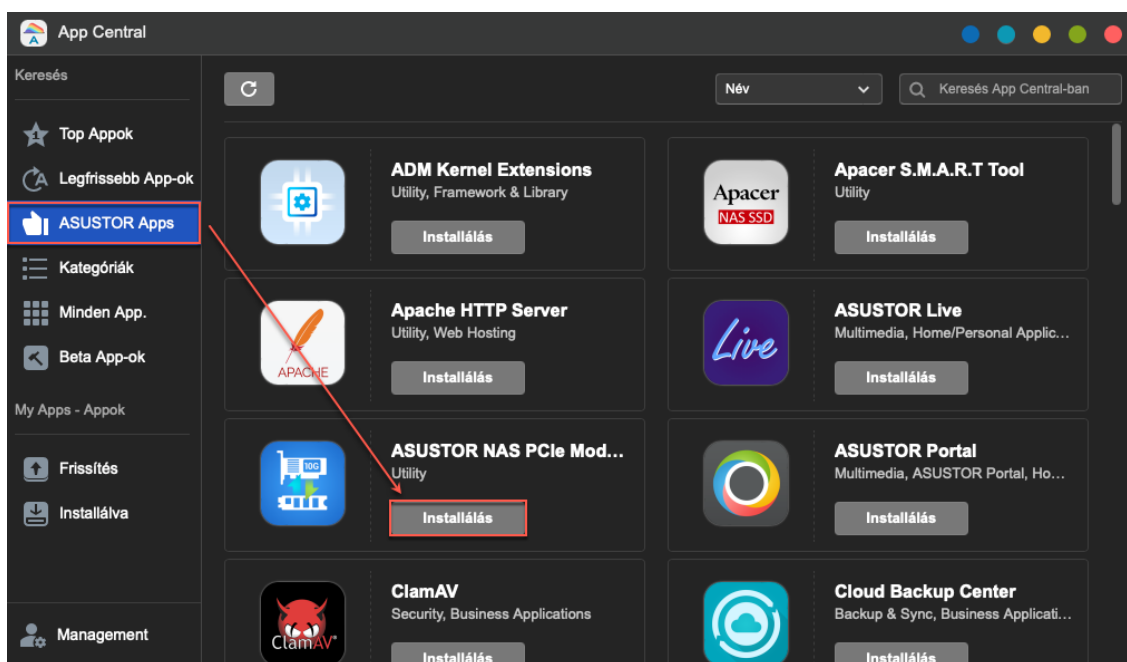 App Central
Keresés
Top Appok
Legfrissebb App-ok
ASUSTOR Apps
Kategóriák
Minden App.
Beta App-ok
My Apps - Appok
Frissítés
Installálva
Management
Név
Keresés App Central-ban
ADM Kernel Extensions
Utility, Framework & Library
Installálás
Apacer
NAS SSD
Apacer S.M.A.R.T Tool
Utility
Installálás
APACHE
Apache HTTP Server
Utility, Web Hosting
Installálás
Live
ASUSTOR Live
Multimedia, Home/Personal Applic...
Installálás
10G
ASUSTOR NAS PCIe Mod...
Utility
Installálás
ASUSTOR Portal
Multimedia, ASUSTOR Portal, Ho...
Installálás
ClamAV
ClamAV
Security, Business Applications
Installálás
Cloud Backup Center
Backup & Sync, Business Applicati...
Installálás